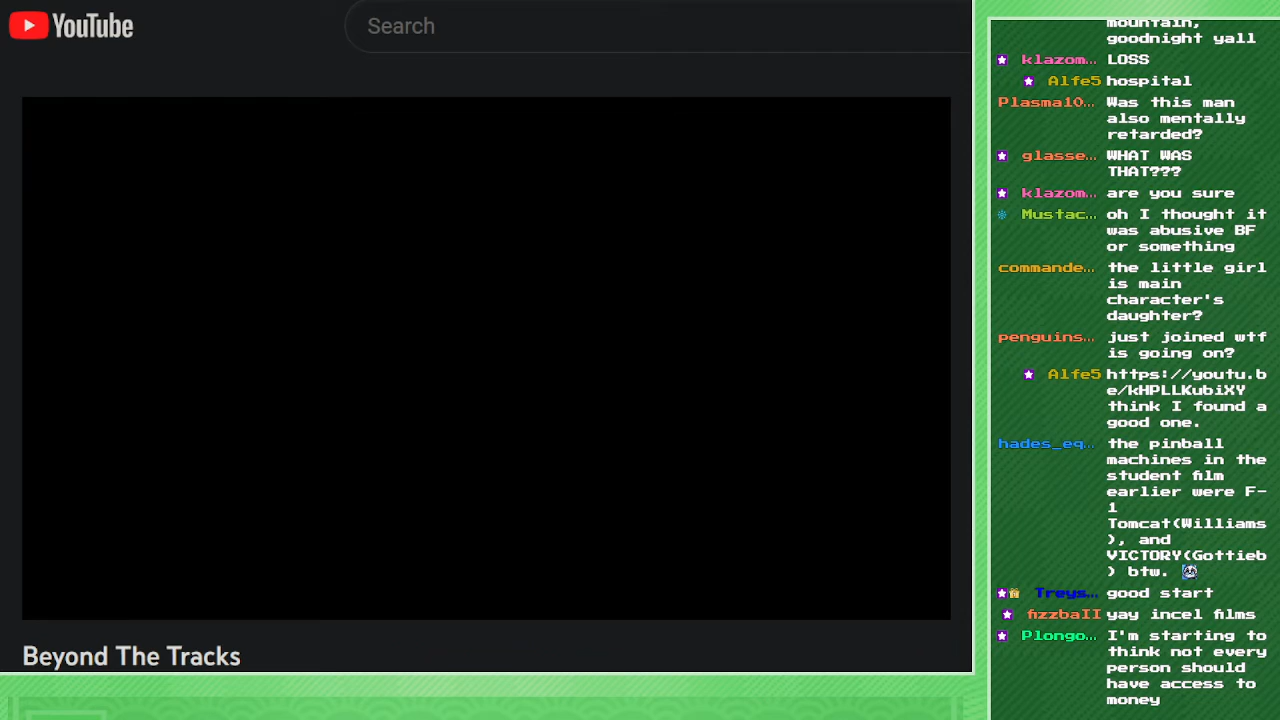 YouTube
Search
Beyond The Tracks
mountain,
goodnight yall
klazom… LOSS
Alfe5 hospital
Plasma10… Was this man
also mentally
retarded?
glasse… WHAT WAS
THAT???
klazom… are you sure
Mustac… oh I thought it
was abusive BF
or something
commande… the little girl
is main
character's
daughter?
penguins… just joined wtf
is going on?
Alfe5 https://youtu.b
e/kHPLLKubiXY
think I found a
good one.
hades_eq… the pinball
machines in the
student film
earlier were F-
1
Tomcat(Williams
), and
VICTORY(Gottieb
) btw.
Treys… good start
fizzbaII yay incel films
Plongo… I'm starting to
think not every
person should
have access to
money